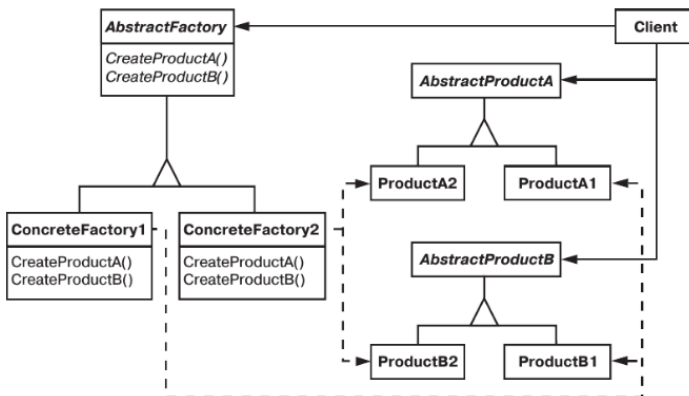 AbstractFactory
Client
CreateProductA()
CreateProductB()
AbstractProductA
ProductA2
ProductA1
ConcreteFactory1
ConcreteFactory2
CreateProductA()
CreateProductB()
CreateProductA()
CreateProductB()
AbstractProductB
ProductB2
ProductB1